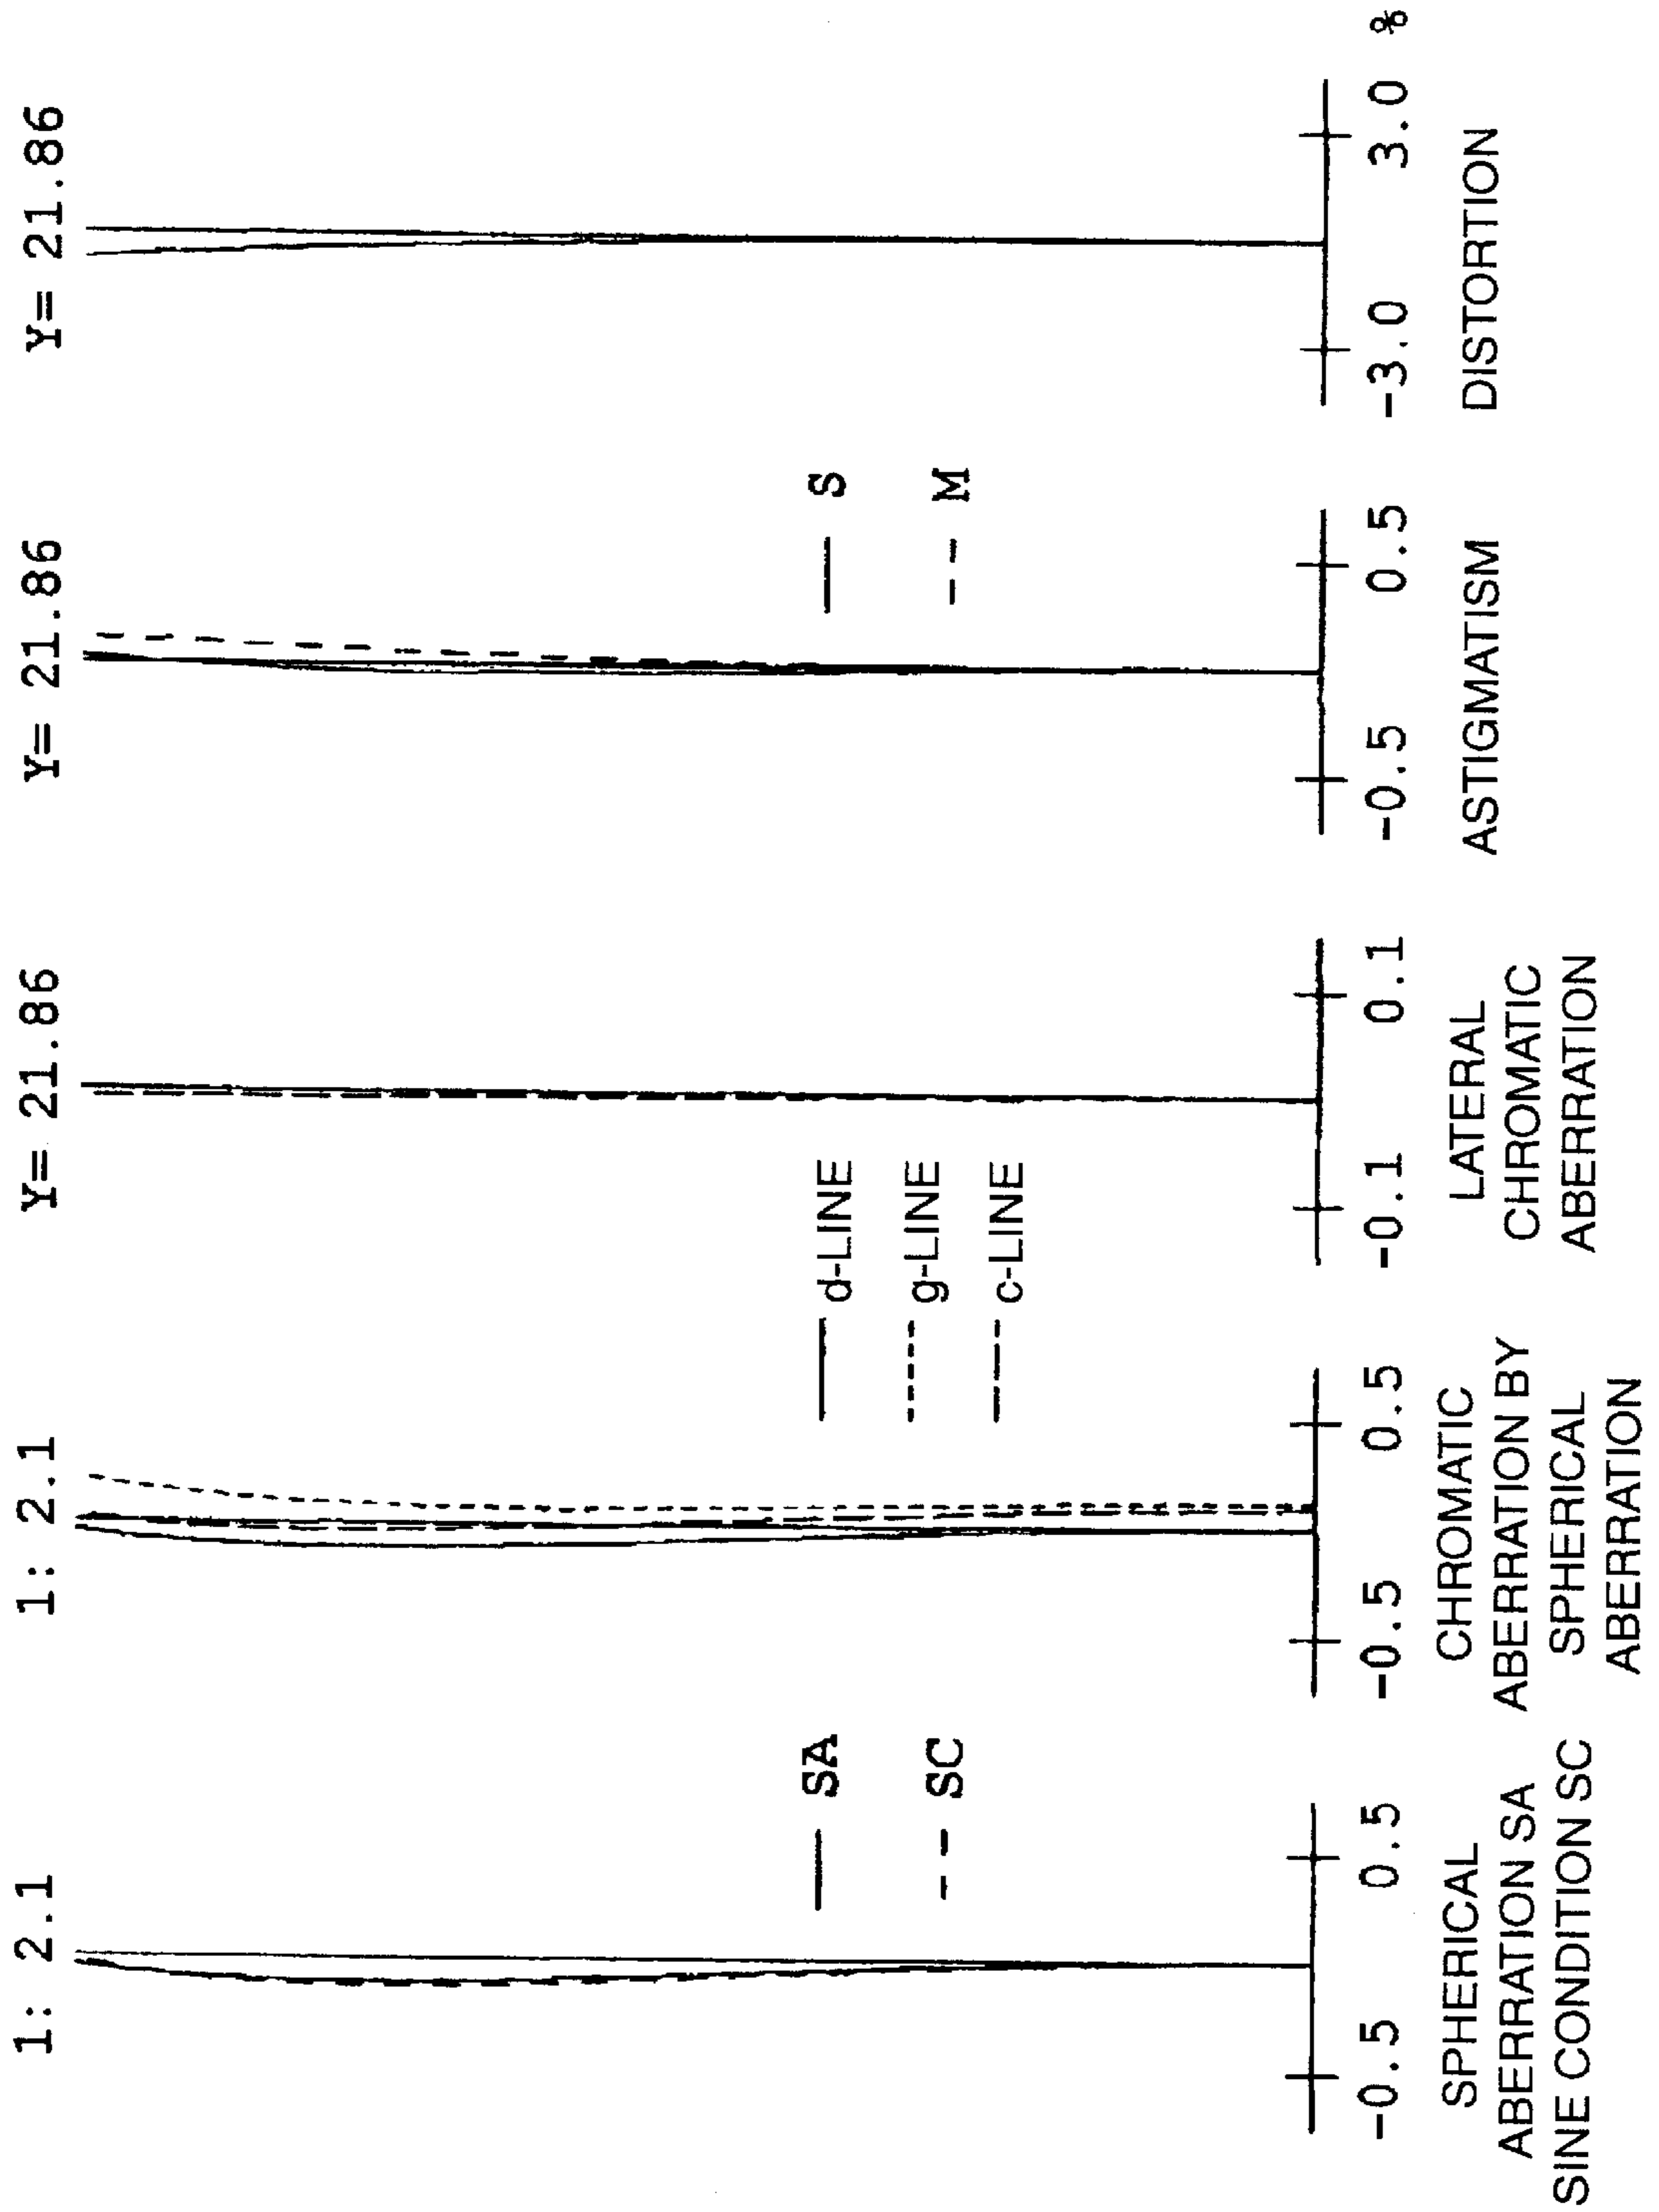 1: 2.1
SA
SC
-0.5
0.5
SPHERICAL
ABERRATION SA
SINE CONDITION SC
1: 2.1
d-LINE
g-LINE
c-LINE
-0.5
0.5
CHROMATIC
ABERRATION BY
SPHERICAL
ABERRATION
Y= 21.86
-0.1
0.1
LATERAL
CHROMATIC
ABERRATION
Y= 21.86
S
M
-0.5
0.5
ASTIGMATISM
Y= 21.86
-3.0
3.0 %
DISTORTION